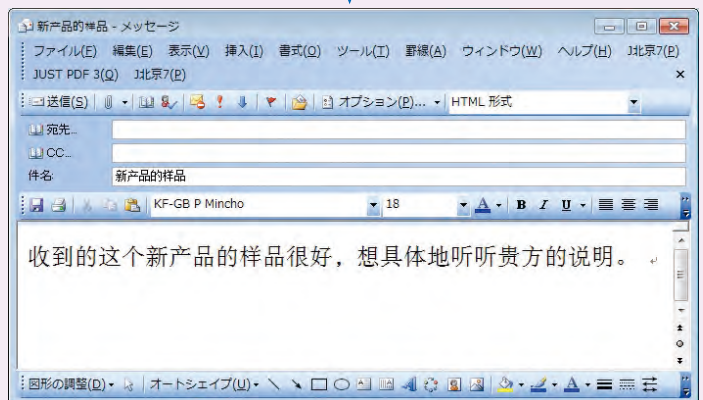 新产品的样品 - メッセージ
ファイル(F) 編集(E) 表示(V) 挿入(I) 書式(O) ツール(T) 罫線(A) ウィンドウ(W) ヘルプ(H) J北京7(P)
JUST PDF 3(Q) J北京7(P)
送信(S) オプション(P)... HTML 形式
宛先...
CC...
件名: 新产品的样品
KF-GB P Mincho 18 A B I U
收到的这个新产品的样品很好，想具体地听听贵方的说明。
図形の調整(D) オートシェイプ(U) A